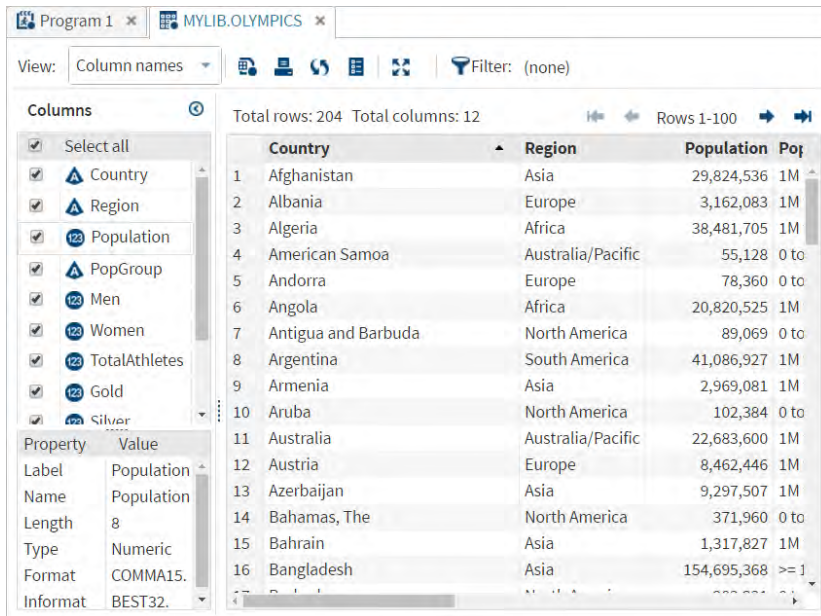 Program 1 × MYLIB.OLYMPICS ×
View: Column names Filter: (none)
Columns
Select all
Country
Region
Population
PopGroup
Men
Women
TotalAthletes
Gold
Silver
Property Value
Label Population
Name Population
Length 8
Type Numeric
Format COMMA15.
Informat BEST32.
Total rows: 204 Total columns: 12 Rows 1-100
Country Region Population Pop
1 Afghanistan Asia 29,824,536 1M
2 Albania Europe 3,162,083 1M
3 Algeria Africa 38,481,705 1M
4 American Samoa Australia/Pacific 55,128 0 to
5 Andorra Europe 78,360 0 to
6 Angola Africa 20,820,525 1M
7 Antigua and Barbuda North America 89,069 0 to
8 Argentina South America 41,086,927 1M
9 Armenia Asia 2,969,081 1M
10 Aruba North America 102,384 0 to
11 Australia Australia/Pacific 22,683,600 1M
12 Austria Europe 8,462,446 1M
13 Azerbaijan Asia 9,297,507 1M
14 Bahamas, The North America 371,960 0 to
15 Bahrain Asia 1,317,827 1M
16 Bangladesh Asia 154,695,368 >= 1